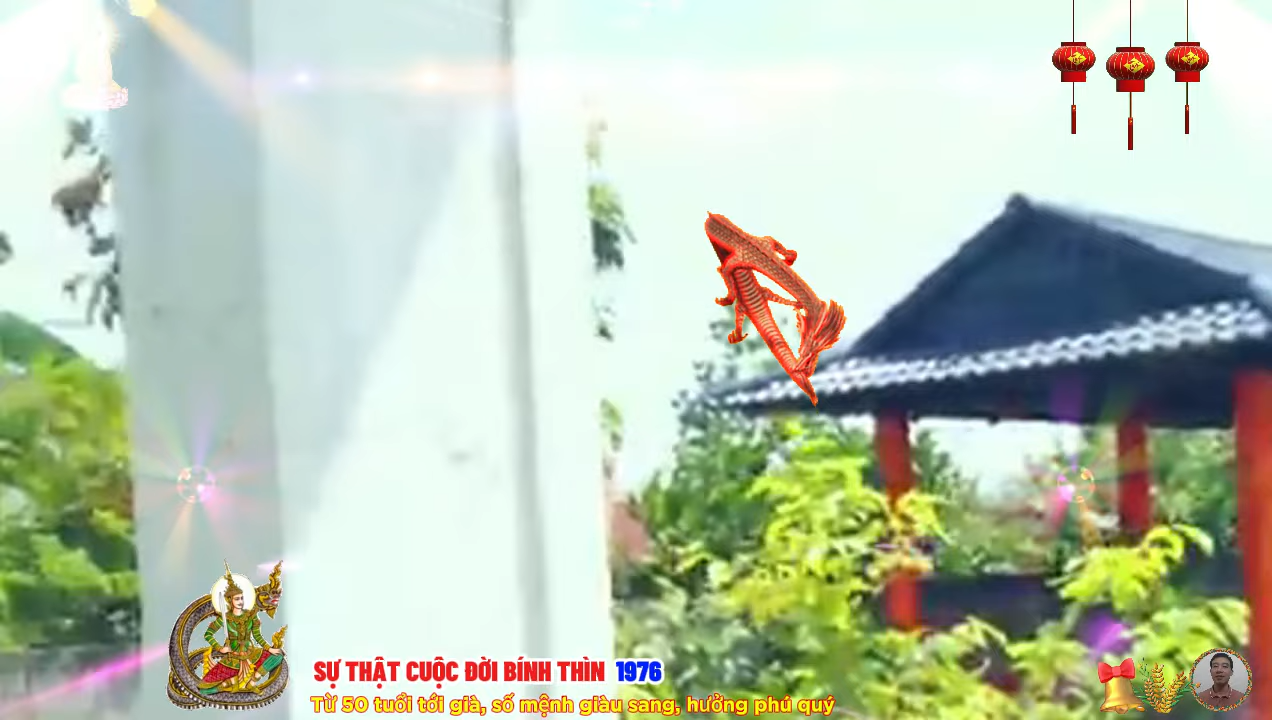 SỰ THẬT CUỘC ĐỜI BÍNH THÌN 1976
Từ 50 tuổi tới già, số mệnh giàu sang, hưởng phú quý